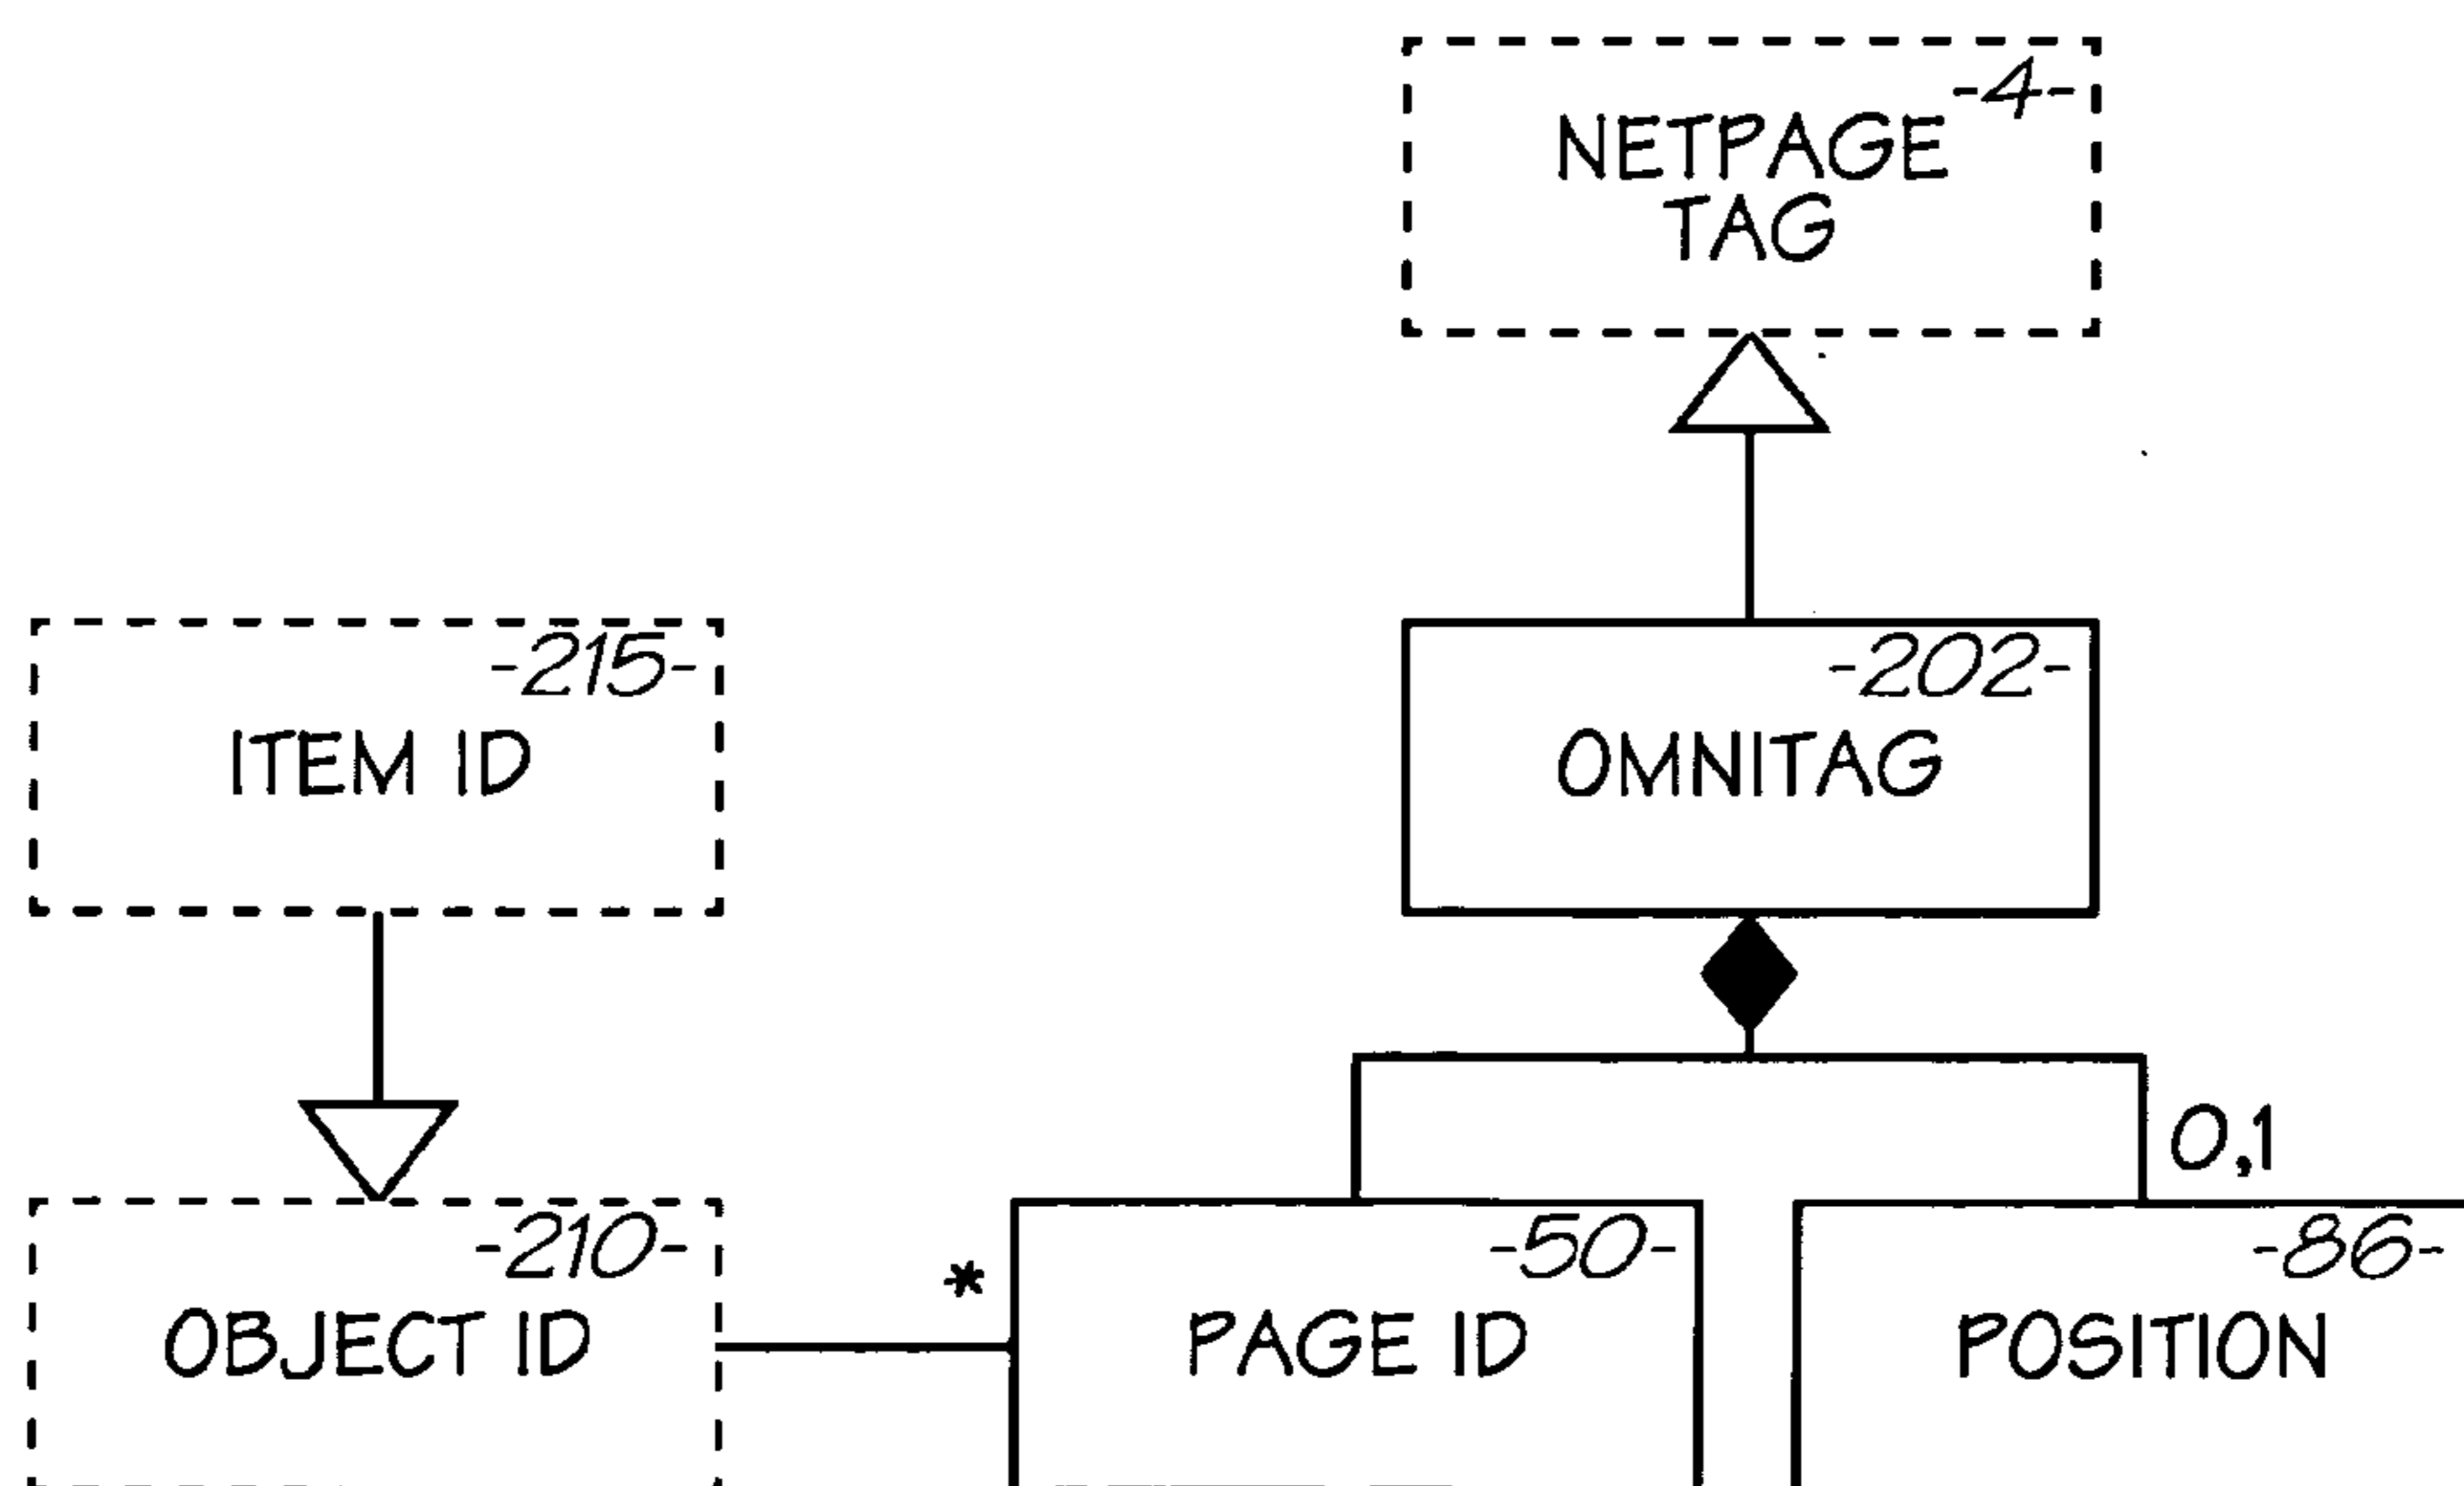 -4-
NETPAGE
TAG
-215-
ITEM ID
-202-
OMNITAG
0,1
-210-
OBJECT ID
*
-50-
PAGE ID
-86-
POSITION